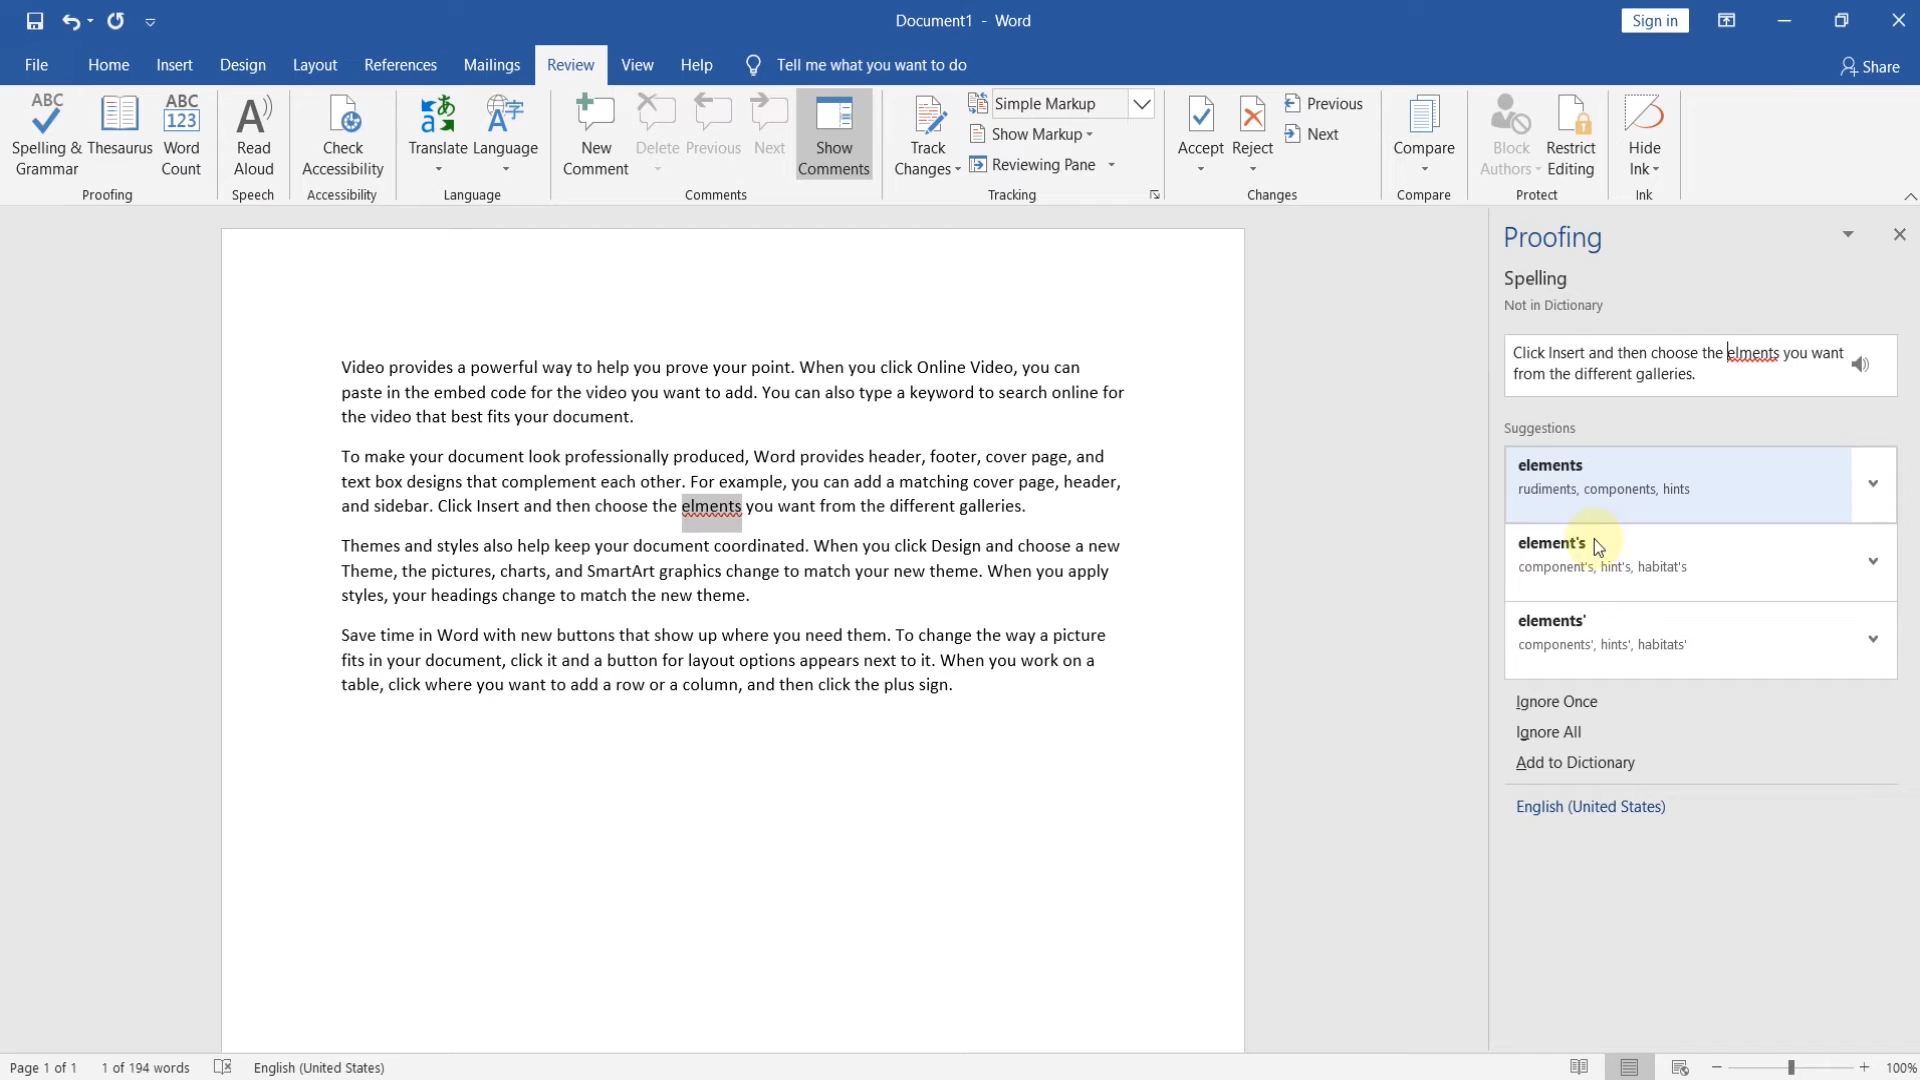 Document1 - Word
Sign in
File Home Insert Design Layout References Mailings Review View Help Tell me what you want to do
Share
ABC
Spelling &
Grammar
Thesaurus
ABC
123
Word
Count
Proofing
A
Read
Aloud
Speech
Check
Accessibility
Accessibility
Translate
Language
Language
New
Comment
Delete
Previous
Next
Show
Comments
Comments
Track
Changes
Simple Markup
Show Markup
Reviewing Pane
Tracking
Accept
Reject
Previous
Next
Changes
Compare
Compare
Block
Authors
Restrict
Editing
Protect
Hide
Ink
Ink
Video provides a powerful way to help you prove your point. When you click Online Video, you can
paste in the embed code for the video you want to add. You can also type a keyword to search online for
the video that best fits your document.
To make your document look professionally produced, Word provides header, footer, cover page, and
text box designs that complement each other. For example, you can add a matching cover page, header,
and sidebar. Click Insert and then choose the elments you want from the different galleries.
Themes and styles also help keep your document coordinated. When you click Design and choose a new
Theme, the pictures, charts, and SmartArt graphics change to match your new theme. When you apply
styles, your headings change to match the new theme.
Save time in Word with new buttons that show up where you need them. To change the way a picture
fits in your document, click it and a button for layout options appears next to it. When you work on a
table, click where you want to add a row or a column, and then click the plus sign.
Proofing
Spelling
Not in Dictionary
Click Insert and then choose the elments you want
from the different galleries.
Suggestions
elements
rudiments, components, hints
element's
component's, hint's, habitat's
elements'
components', hints', habitats'
Ignore Once
Ignore All
Add to Dictionary
English (United States)
Page 1 of 1 1 of 194 words English (United States)
100%